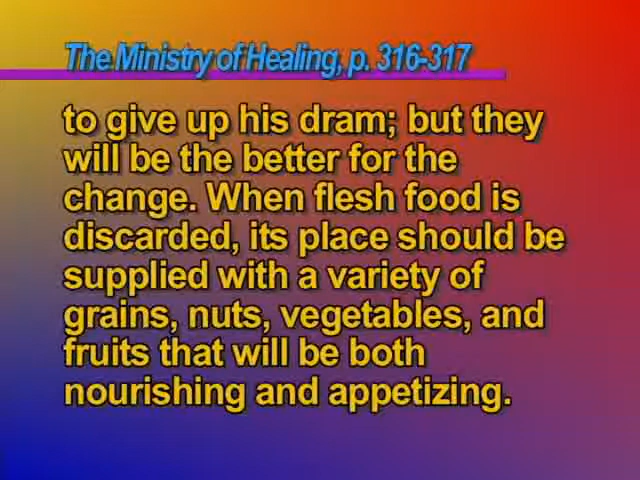 The Ministry of Healing, p. 316-317
to give up his dram; but they
will be the better for the
change. When flesh food is
discarded, its place should be
supplied with a variety of
grains, nuts, vegetables, and
fruits that will be both
nourishing and appetizing.